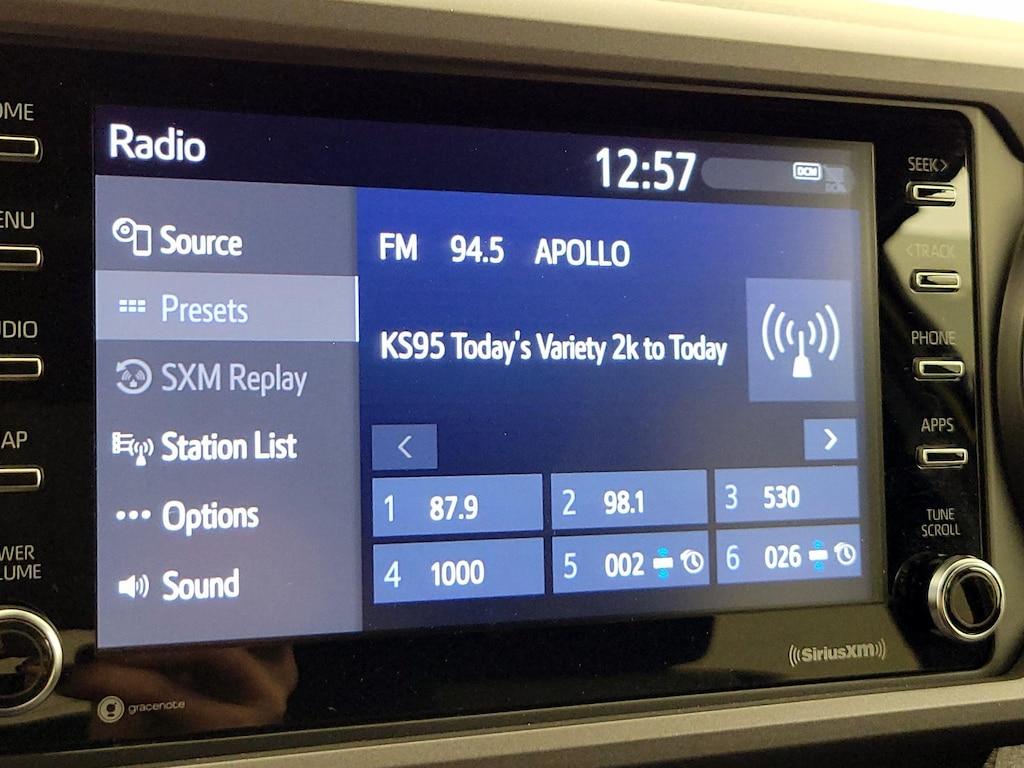 Radio
12:57
DCM
Source
Presets
SXM Replay
Station List
Options
Sound
FM 94.5 APOLLO
KS95 Today's Variety 2k to Today
<
>
1 87.9
2 98.1
3 530
4 1000
5 002
6 026
OME
ENU
UDIO
AP
WER
LUME
SEEK>
<TRACK
PHONE
APPS
TUNE
SCROLL
SiriusXM
gracenote